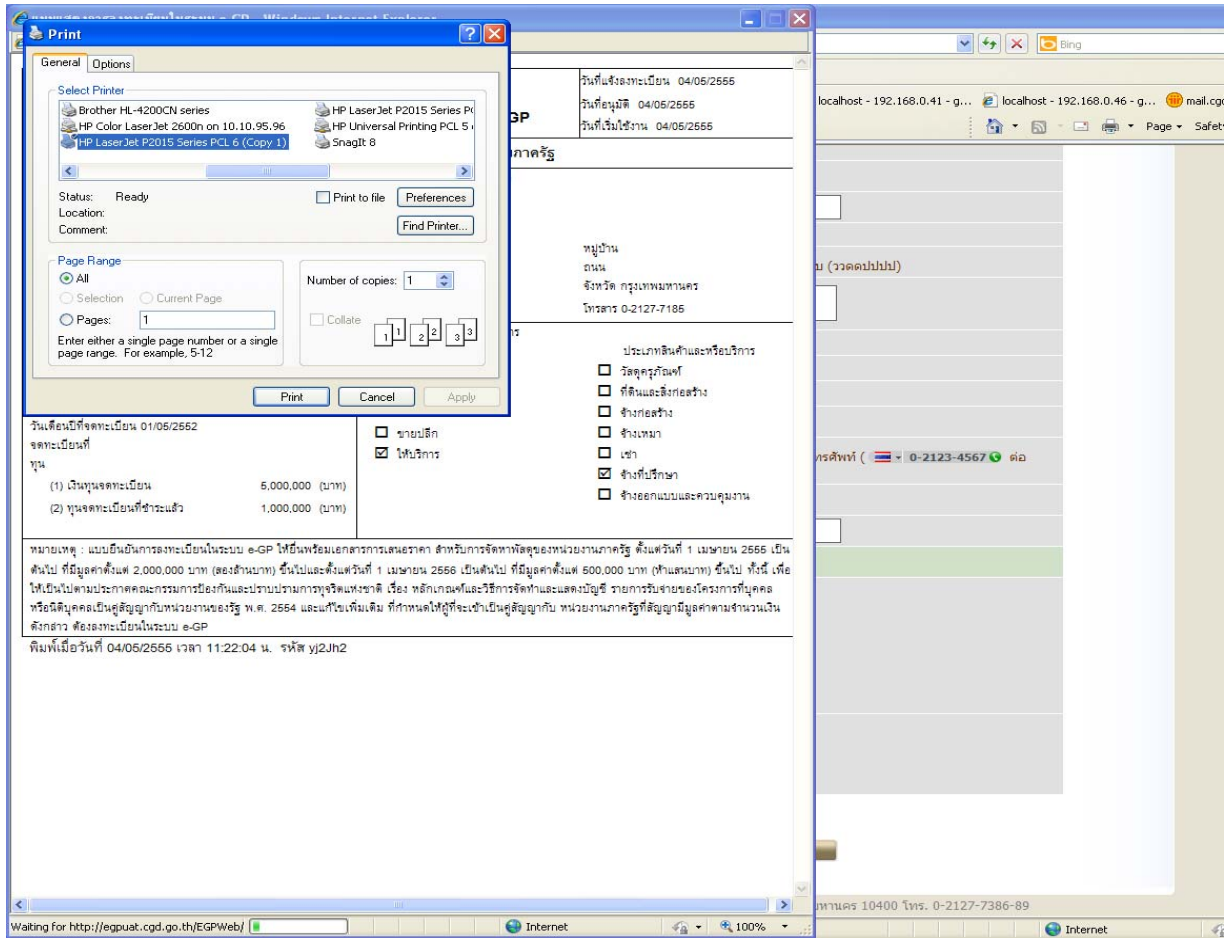 แบบแสดงการลงทะเบียนในระบบ e-GP - Windows Internet Explorer
Print
General
Options
Select Printer
Brother HL-4200CN series
HP Color LaserJet 2600n on 10.10.95.96
HP LaserJet P2015 Series PCL 6 (Copy 1)
HP LaserJet P2015 Series P
HP Universal Printing PCL 5
SnagIt 8
Status: Ready
Print to file
Preferences
Location:
Comment:
Find Printer...
Page Range
All
Selection
Current Page
Pages: 1
Enter either a single page number or a single
page range. For example, 5-12
Number of copies: 1
Collate
1 1 2 2 3 3
Print
Cancel
Apply
วันที่แจ้งลงทะเบียน 04/05/2555
วันที่อนุมัติ 04/05/2555
วันที่เริ่มใช้งาน 04/05/2555
GP
ภาครัฐ
หมู่บ้าน
ถนน
จังหวัด กรุงเทพมหานคร
โทรสาร 0-2127-7185
ประเภทสินค้าและหรือบริการ
วัสดุครุภัณฑ์
ที่ดินและสิ่งก่อสร้าง
จ้างก่อสร้าง
จ้างเหมา
เช่า
จ้างที่ปรึกษา
จ้างออกแบบและควบคุมงาน
วันเดือนปีที่จดทะเบียน 01/05/2552
จดทะเบียนที่
ทุน
(1) เงินทุนจดทะเบียน 5,000,000 (บาท)
(2) ทุนจดทะเบียนที่ชำระแล้ว 1,000,000 (บาท)
ขายปลีก
ให้บริการ
หมายเหตุ : แบบยืนยันการลงทะเบียนในระบบ e-GP ให้ยื่นพร้อมเอกสารการเสนอราคา สำหรับการจัดหาพัสดุของหน่วยงานภาครัฐ ตั้งแต่วันที่ 1 เมษายน 2555 เป็น
ต้นไป ที่มีมูลค่าตั้งแต่ 2,000,000 บาท (สองล้านบาท) ขึ้นไปและตั้งแต่วันที่ 1 เมษายน 2556 เป็นต้นไป ที่มีมูลค่าตั้งแต่ 500,000 บาท (ห้าแสนบาท) ขึ้นไป ทั้งนี้ เพื่อ
ให้เป็นไปตามประกาศคณะกรรมการป้องกันและปราบปรามการทุจริตแห่งชาติ เรื่อง หลักเกณฑ์และวิธีการจัดทำและแสดงบัญชี รายการรับจ่ายของโครงการที่บุคคล
หรือนิติบุคคลเป็นคู่สัญญากับหน่วยงานของรัฐ พ.ศ. 2554 และแก้ไขเพิ่มเติม ที่กำหนดให้ผู้ที่จะเข้าเป็นคู่สัญญากับ หน่วยงานภาครัฐที่สัญญามีมูลค่าตามจำนวนเงิน
ดังกล่าว ต้องลงทะเบียนในระบบ e-GP
พิมพ์เมื่อวันที่ 04/05/2555 เวลา 11:22:04 น. รหัส yj2Jh2
Waiting for http://egpuat.cgd.go.th/EGPWeb/
Internet
100%
Bing
localhost - 192.168.0.41 - g...
localhost - 192.168.0.46 - g...
mail.cgd
Page
Safet
(ววดดปปปป)
ทรศัพท์ ( 0-2123-4567 ต่อ
10400 โทร. 0-2127-7386-89
Internet